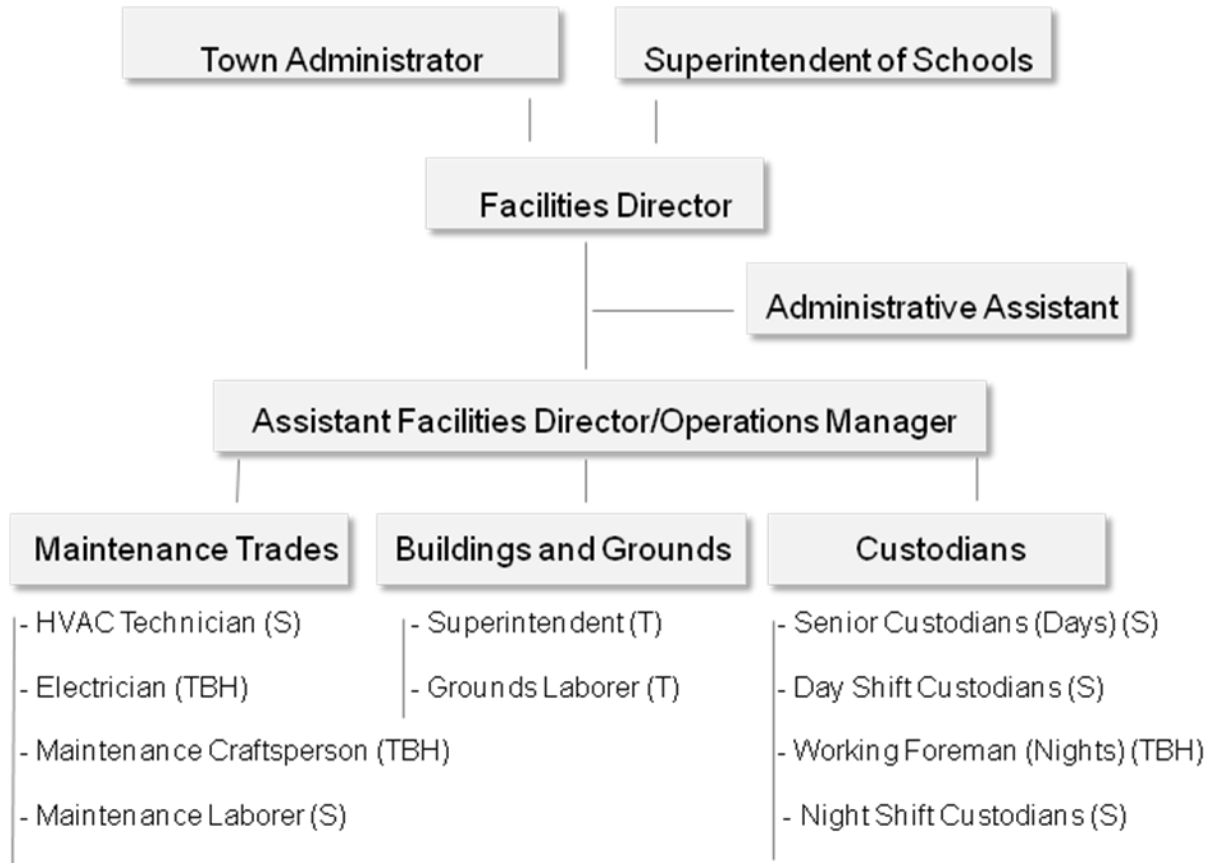 Town Administrator
Superintendent of Schools
Facilities Director
Administrative Assistant
Assistant Facilities Director/Operations Manager
Maintenance Trades
- HVAC Technician (S)
- Electrician (TBH)
- Maintenance Craftsperson (TBH)
- Maintenance Laborer (S)
Buildings and Grounds
- Superintendent (T)
- Grounds Laborer (T)
Custodians
- Senior Custodians (Days) (S)
- Day Shift Custodians (S)
- Working Foreman (Nights) (TBH)
- Night Shift Custodians (S)